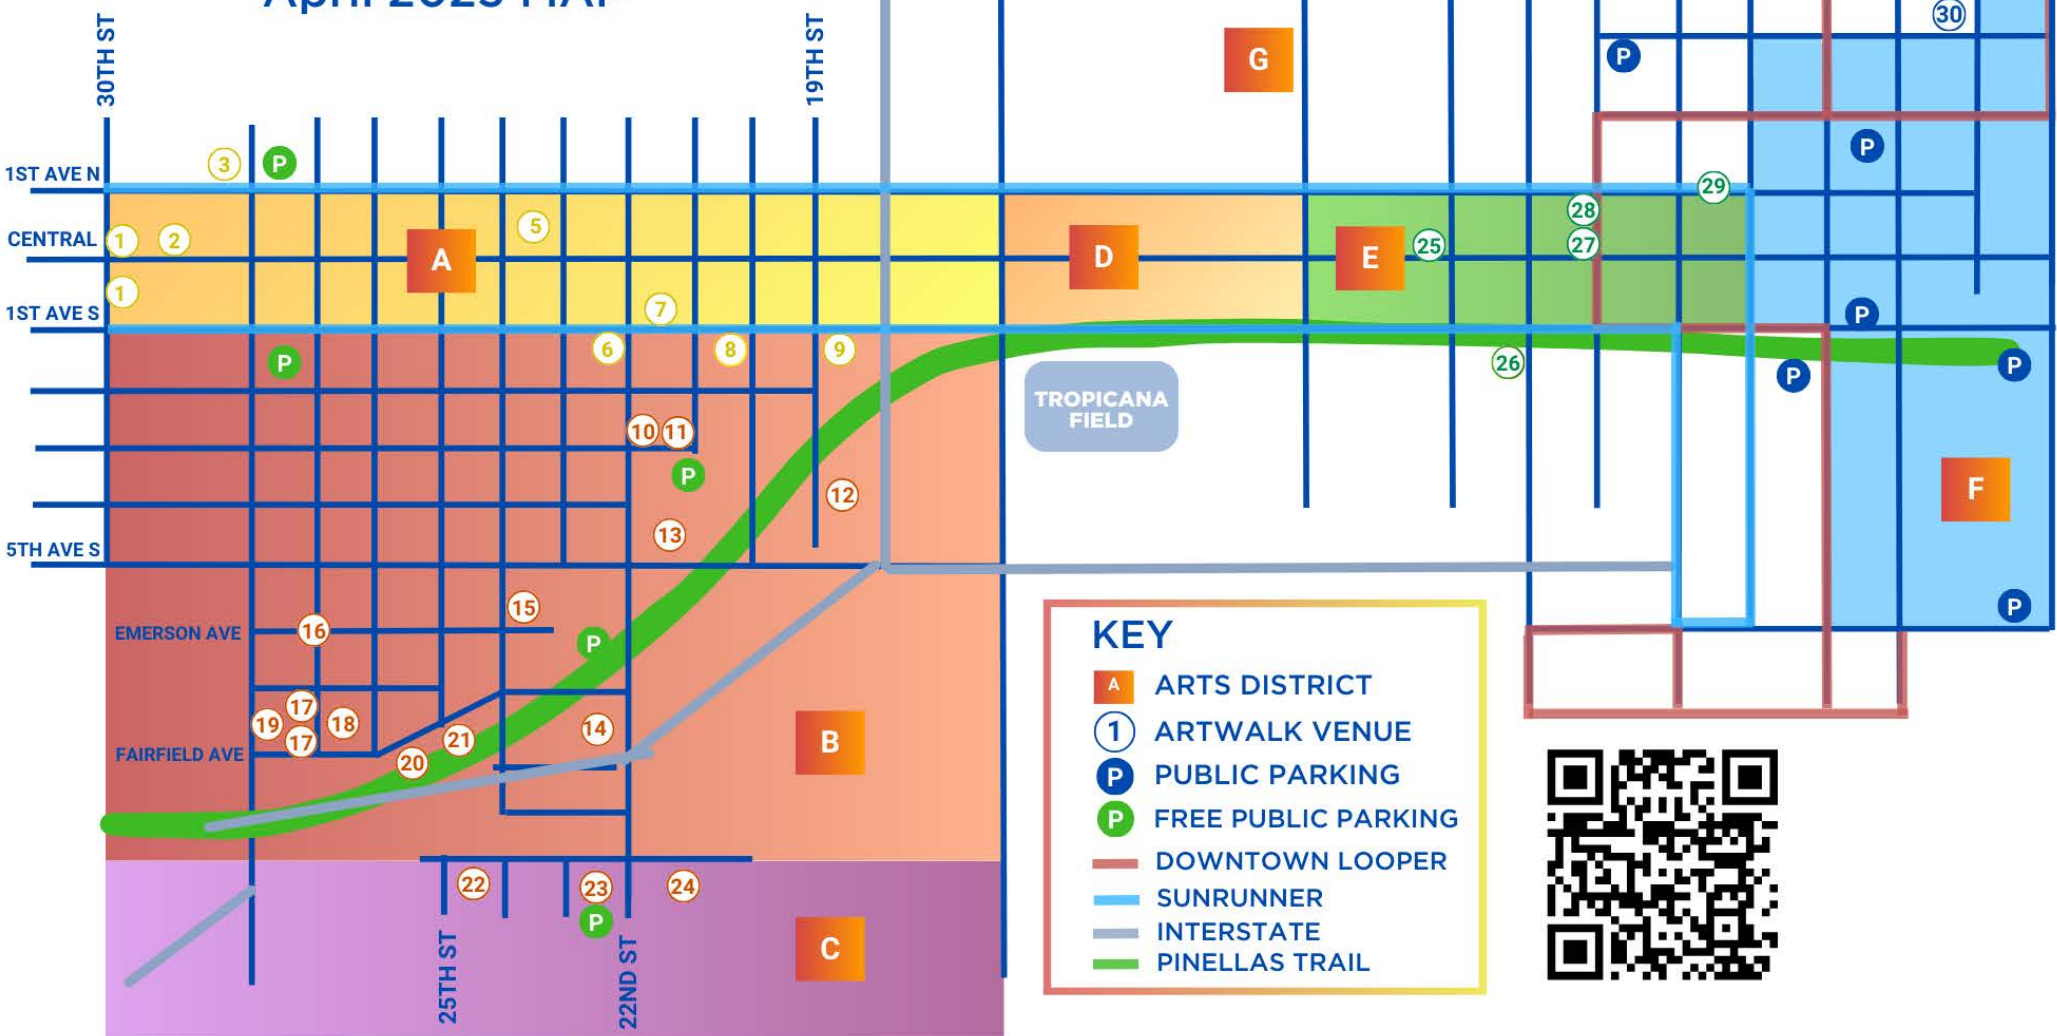 April 2023 MAP
30TH ST
19TH ST
30
P
G
3
P
P
1ST AVE N
29
28
CENTRAL
1
2
A
5
D
E
25
27
1
1ST AVE S
7
P
P
6
8
9
26
P
P
TROPICANA
FIELD
10
11
P
12
F
13
5TH AVE S
15
P
EMERSON AVE
16
P
17
19
18
17
FAIRFIELD AVE
20
21
14
B
22
23
24
P
C
25TH ST
22ND ST
KEY
A ARTS DISTRICT
1 ARTWALK VENUE
P PUBLIC PARKING
P FREE PUBLIC PARKING
DOWNTOWN LOOPER
SUNRUNNER
INTERSTATE
PINELLAS TRAIL